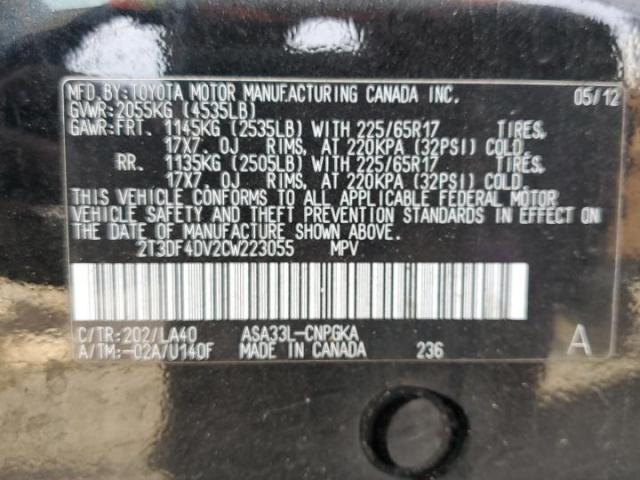 MFD.BY:TOYOTA MOTOR MANUFACTURING CANADA INC. 05/12
GVWR:2055KG (4535LB)
GAWR:FRT. 1145KG (2535LB) WITH 225/65R17 TIRES,
17X7.0J RIMS, AT 220KPA (32PSI) COLD.
RR. 1135KG (2505LB) WITH 225/65R17 TIRES,
17X7.0J RIMS, AT 220KPA (32PSI) COLD.
THIS VEHICLE CONFORMS TO ALL APPLICABLE FEDERAL MOTOR
VEHICLE SAFETY AND THEFT PREVENTION STANDARDS IN EFFECT ON
THE DATE OF MANUFACTURE SHOWN ABOVE.
2T3DF4DV2CW223055 MPV
C/TR:202/LA40 ASA33L-CNPGKA
A/TM:-02A/U140F MADE IN CANADA 236 A